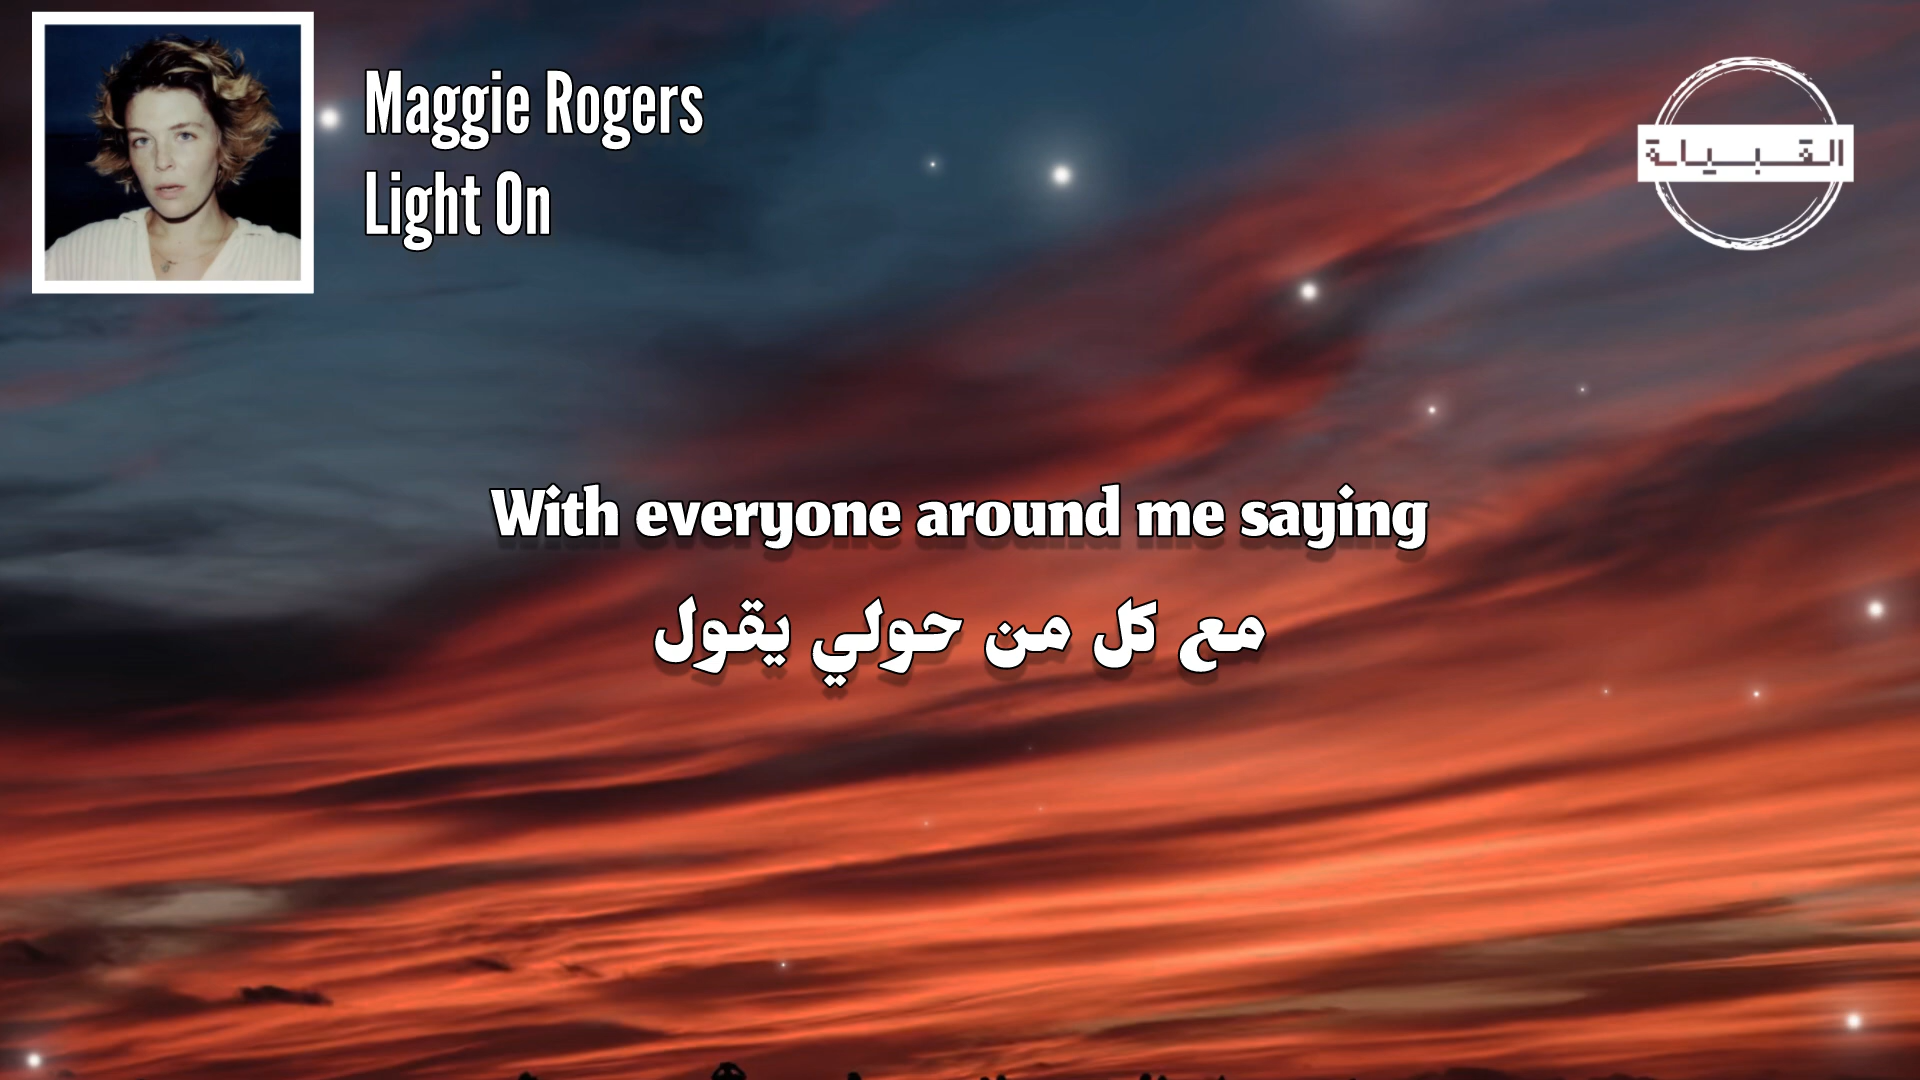 Maggie Rogers
Light On
القبيلة
With everyone around me saying
مع كل من حولي يقول